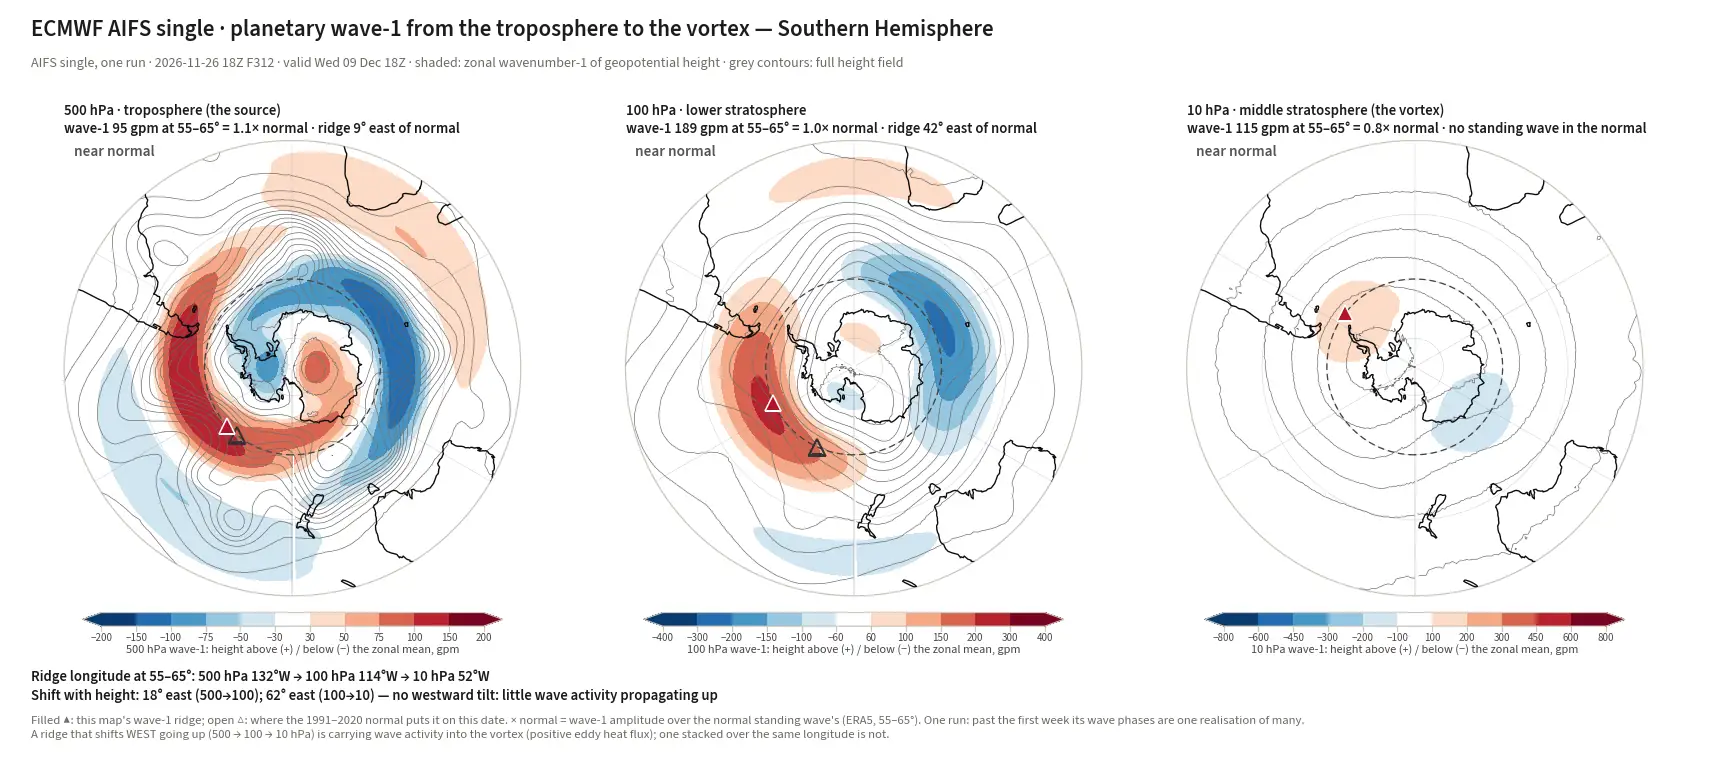 ECMWF AIFS single · planetary wave-1 from the troposphere to the vortex — Southern Hemisphere
AIFS single, one run · 2026-11-26 18Z F312 · valid Wed 09 Dec 18Z · shaded: zonal wavenumber-1 of geopotential height · grey contours: full height field
500 hPa · troposphere (the source)
wave-1 95 gpm at 55–65° = 1.1× normal · ridge 9° east of normal
near normal
100 hPa · lower stratosphere
wave-1 189 gpm at 55–65° = 1.0× normal · ridge 42° east of normal
near normal
10 hPa · middle stratosphere (the vortex)
wave-1 115 gpm at 55–65° = 0.8× normal · no standing wave in the normal
near normal
−200 −150 −100 −75 −50 −30 30 50 75 100 150 200
500 hPa wave-1: height above (+) / below (−) the zonal mean, gpm
−400 −300 −200 −150 −100 −60 60 100 150 200 300 400
100 hPa wave-1: height above (+) / below (−) the zonal mean, gpm
−800 −600 −450 −300 −200 −100 100 200 300 450 600 800
10 hPa wave-1: height above (+) / below (−) the zonal mean, gpm
Ridge longitude at 55–65°: 500 hPa 132°W → 100 hPa 114°W → 10 hPa 52°W
Shift with height: 18° east (500→100); 62° east (100→10) — no westward tilt: little wave activity propagating up
Filled ▲: this map's wave-1 ridge; open △: where the 1991–2020 normal puts it on this date. × normal = wave-1 amplitude over the normal standing wave's (ERA5, 55–65°). One run: past the first week its wave phases are one realisation of many.
A ridge that shifts WEST going up (500 → 100 → 10 hPa) is carrying wave activity into the vortex (positive eddy heat flux); one stacked over the same longitude is not.